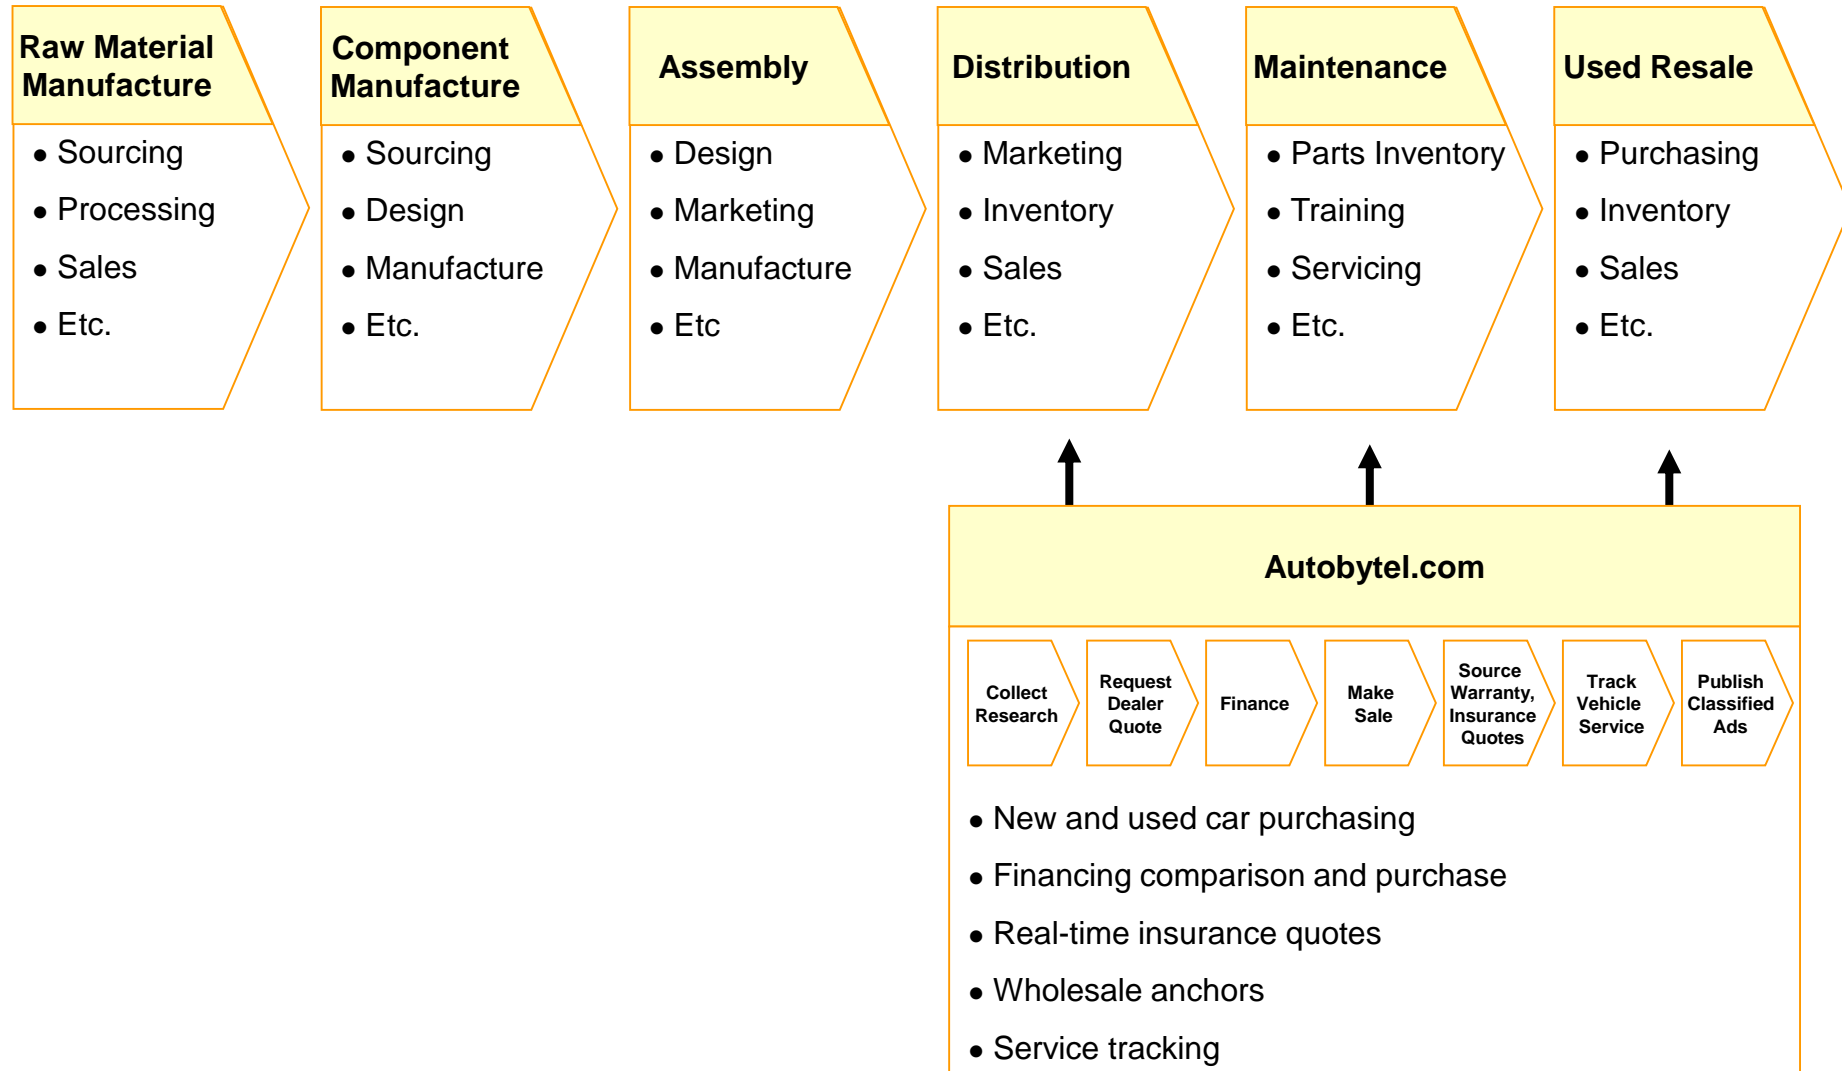 Raw Material
Manufacture
● Sourcing
● Processing
● Sales
● Etc.
Component
Manufacture
● Sourcing
● Design
● Manufacture
● Etc.
Assembly
● Design
● Marketing
● Manufacture
● Etc
Distribution
● Marketing
● Inventory
● Sales
● Etc.
Maintenance
● Parts Inventory
● Training
● Servicing
● Etc.
Used Resale
● Purchasing
● Inventory
● Sales
● Etc.
Autobytel.com
Collect
Research
Request
Dealer
Quote
Finance
Make
Sale
Source
Warranty,
Insurance
Quotes
Track
Vehicle
Service
Publish
Classified
Ads
● New and used car purchasing
● Financing comparison and purchase
● Real-time insurance quotes
● Wholesale anchors
● Service tracking